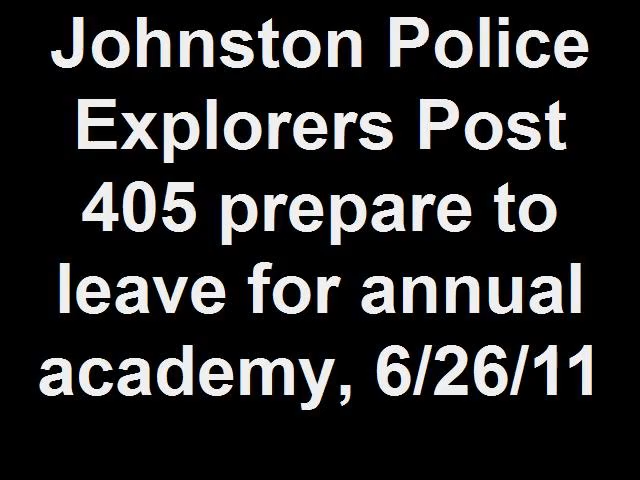 Johnston Police
Explorers Post
405 prepare to
leave for annual
academy, 6/26/11